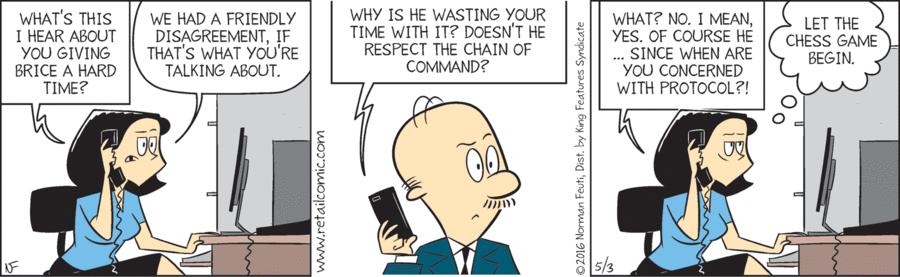 WHAT'S THIS
I HEAR ABOUT
YOU GIVING
BRICE A HARD
TIME?
WE HAD A FRIENDLY
DISAGREEMENT, IF
THAT'S WHAT YOU'RE
TALKING ABOUT.
NF
www.retailcomic.com
WHY IS HE WASTING YOUR
TIME WITH IT? DOESN'T HE
RESPECT THE CHAIN OF
COMMAND?
©2016 Norman Feuti, Dist. by King Features Syndicate
WHAT? NO. I MEAN,
YES. OF COURSE HE
... SINCE WHEN ARE
YOU CONCERNED
WITH PROTOCOL?!
LET THE
CHESS GAME
BEGIN.
5/3